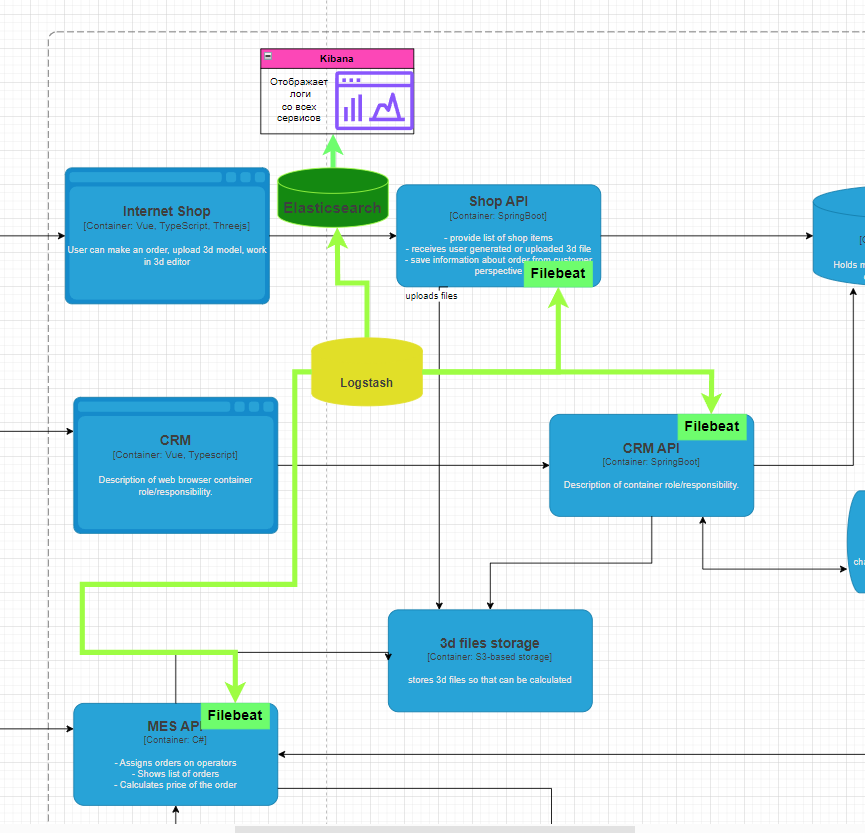 Kibana
Отображает
логи
со всех
сервисов
Elasticsearch
Internet Shop
[Container: Vue, TypeScript, Threejs]
User can make an order, upload 3d model, work
in 3d editor
Shop API
[Container: SpringBoot]
- provide list of shop items
- receives user generated or uploaded 3d file
- save information about order from customer
perspective
Filebeat
Holds m
uploads files
Logstash
CRM
[Container: Vue, Typescript]
Description of web browser container
role/responsibility.
Filebeat
CRM API
[Container: SpringBoot]
Description of container role/responsibility.
cha
3d files storage
[Container: S3-based storage]
stores 3d files so that can be calculated
Filebeat
MES API
[Container: C#]
- Assigns orders on operators
- Shows list of orders
- Calculates price of the order